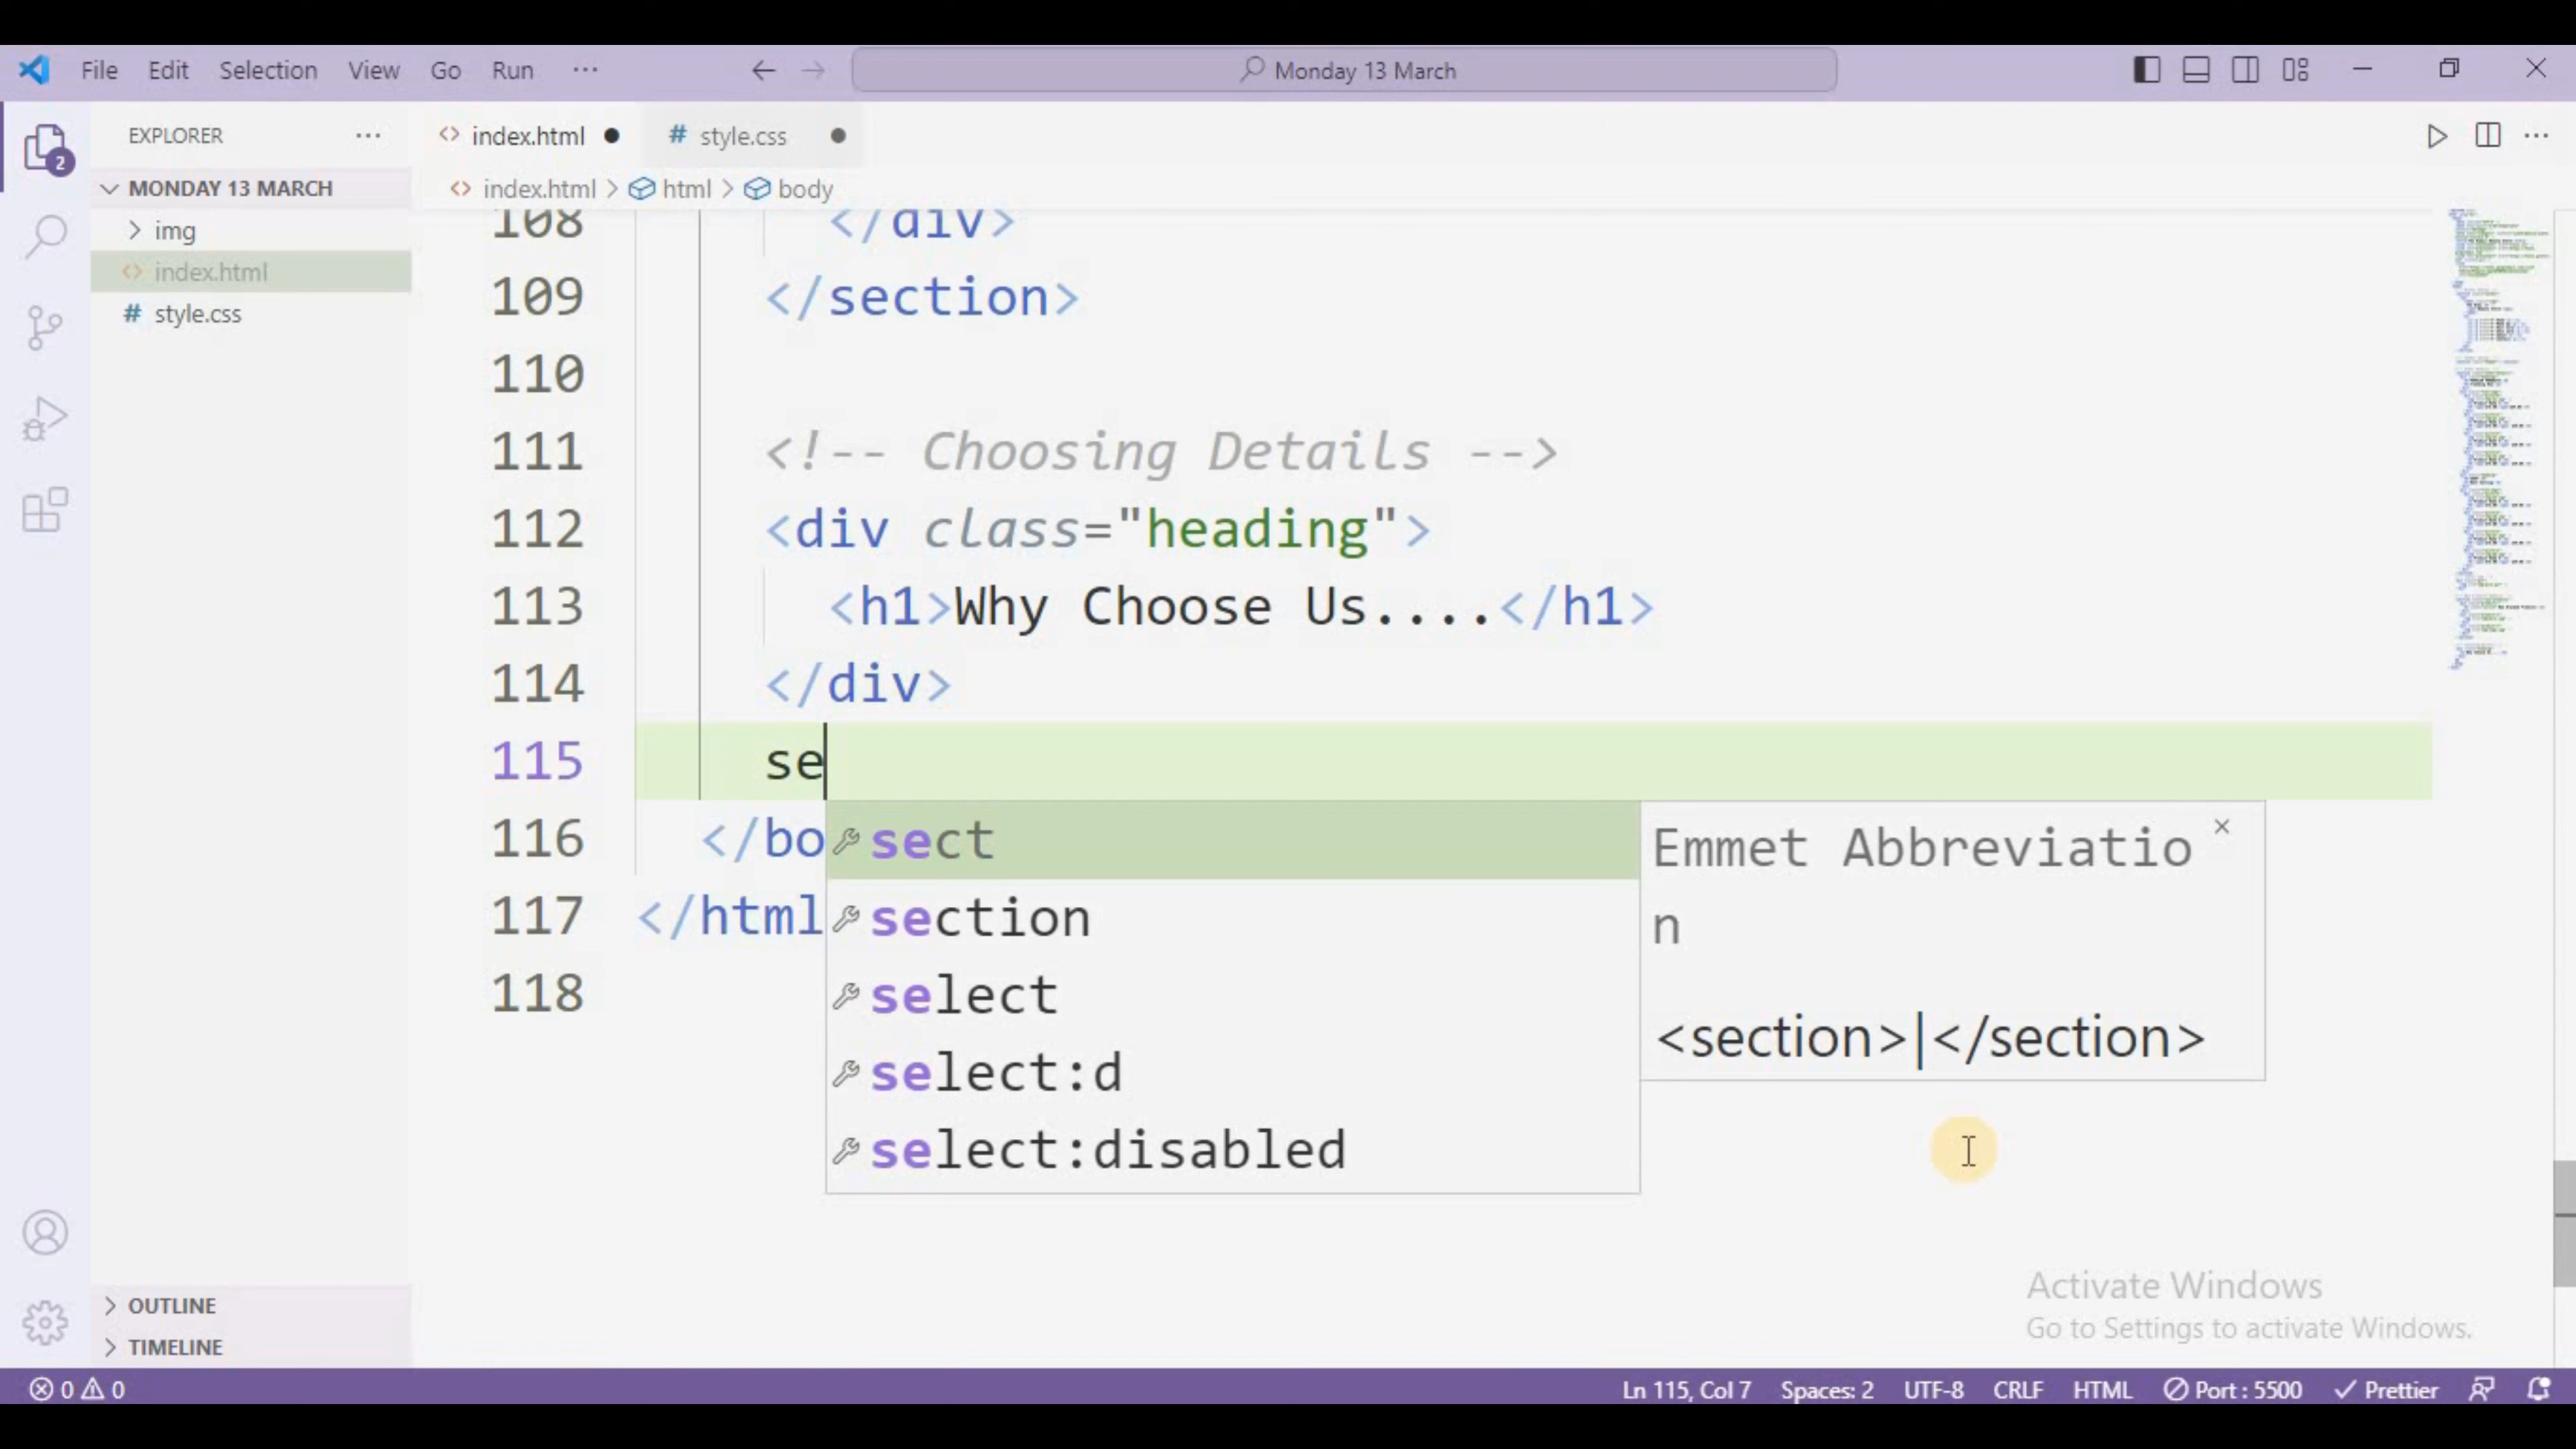 File Edit Selection View Go Run ··· Monday 13 March
EXPLORER ···
index.html # style.css
MONDAY 13 MARCH
index.html > html > body
img
index.html
# style.css
2
108 </div>
109 </section>
110
111 <!-- Choosing Details -->
112 <div class="heading">
113 <h1>Why Choose Us....</h1>
114 </div>
115 se
116 </bo
117 </html
118
sect
section
select
select:d
select:disabled
Emmet Abbreviatio
n
<section>|</section>
Activate Windows
Go to Settings to activate Windows.
OUTLINE
TIMELINE
0 0 Ln 115, Col 7 Spaces: 2 UTF-8 CRLF HTML Port : 5500 Prettier